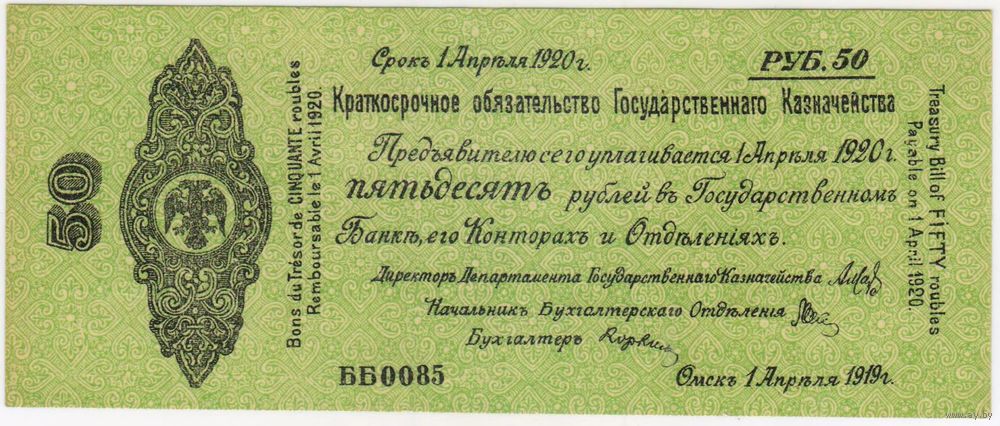 50
Bons du Trésor de CINQUANTE roubles
Remboursable le 1 Avril 1920.
Срокъ 1 Апрѣля 1920 г.
РУБ. 50
Краткосрочное обязательство Государственнаго Казначейства
Предъявителю сего уплачивается 1 Апрѣля 1920 г.
пятьдесятъ рублей въ Государственномъ
Банкѣ, его Конторахъ и Отдѣленіяхъ.
Директоръ Департамента Государственнаго Казначейства
Начальникъ Бухгалтерскаго Отдѣленія
Бухгалтеръ
ББ0085
Омскъ 1 Апрѣля 1919 г.
Treasury Bill of FIFTY roubles
Payable on 1 April 1920.
www.ay.by